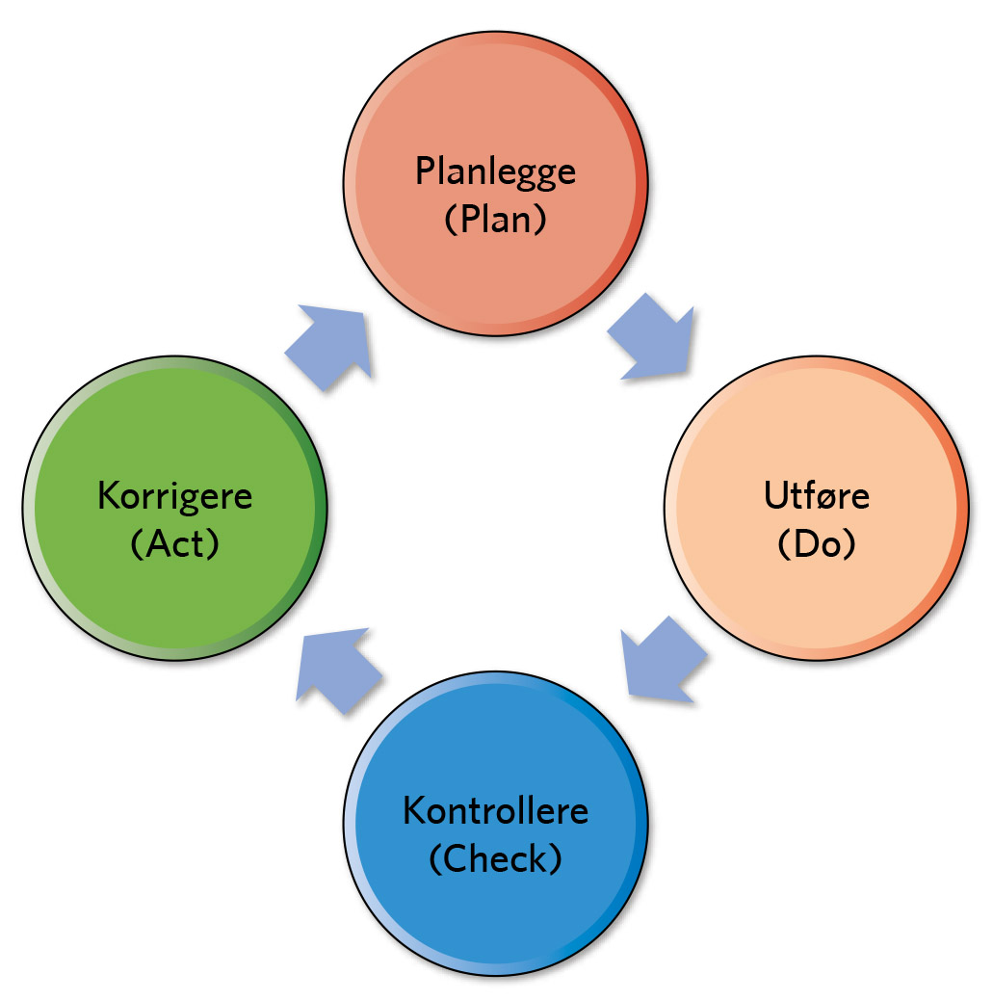 Planlegge
(Plan)
Utføre
(Do)
Kontrollere
(Check)
Korrigere
(Act)